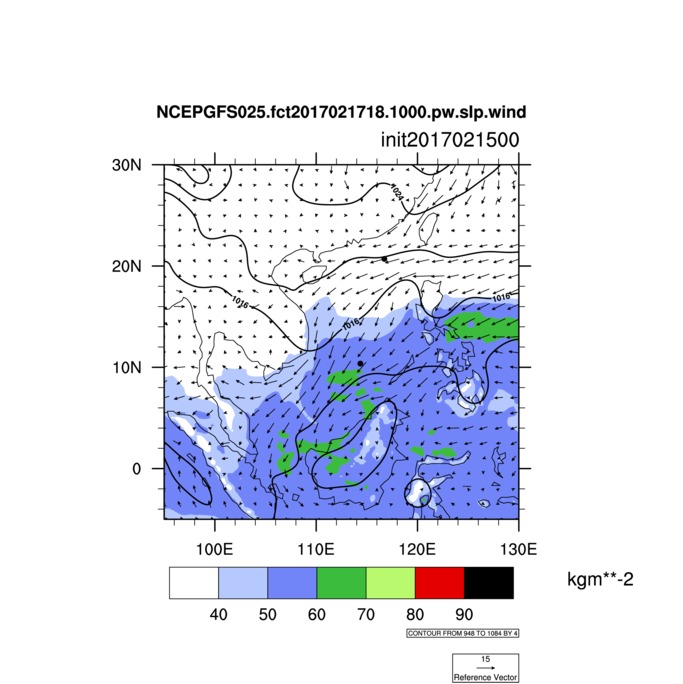 NCEPGFS025.fct2017021718.1000.pw.slp.wind
init2017021500
30N
1024
20N
1016
1016
1016
10N
0
100E 110E 120E 130E
kgm**-2
40 50 60 70 80 90
CONTOUR FROM 948 TO 1084 BY 4
15
Reference Vector